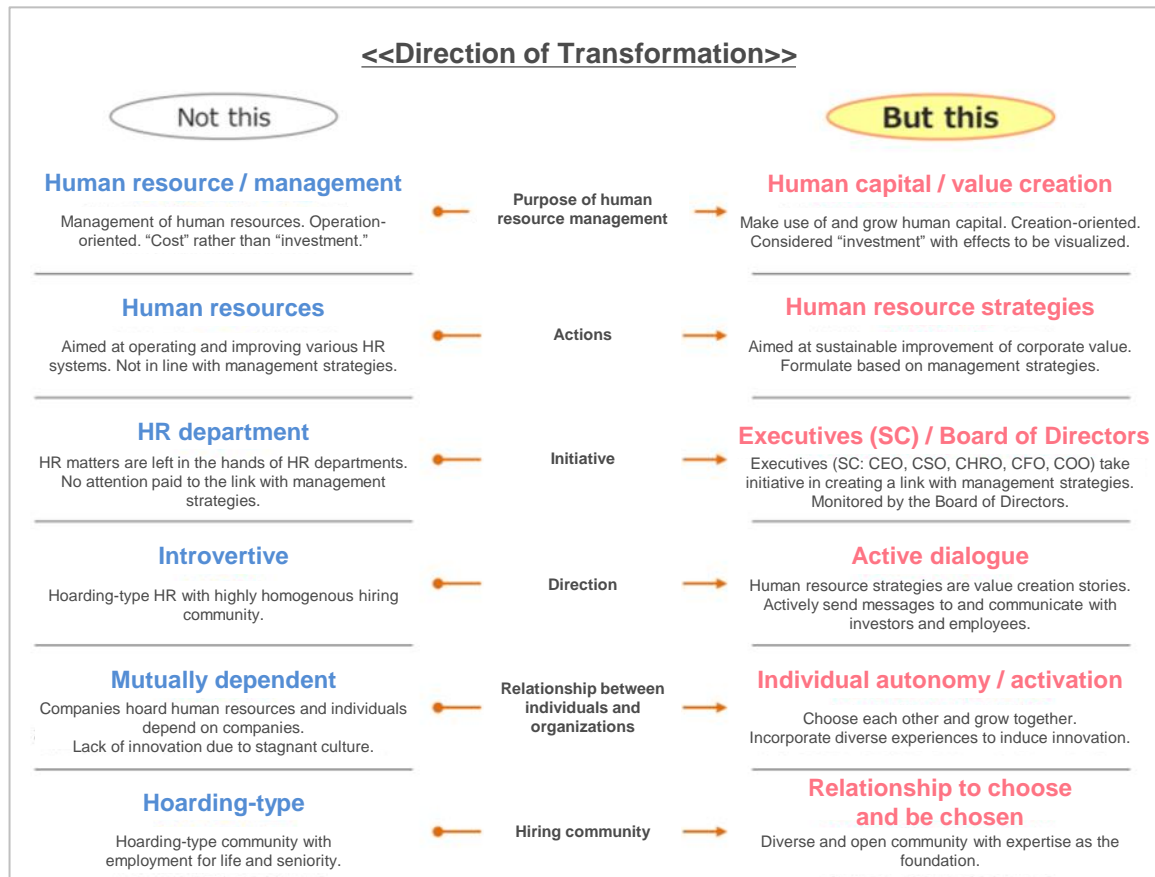 <<Direction of Transformation>>
Not this
But this
Human resource / management
Management of human resources. Operation-
oriented. “Cost” rather than “investment.”
Purpose of human
resource management
Human capital / value creation
Make use of and grow human capital. Creation-oriented.
Considered “investment” with effects to be visualized.
Human resources
Aimed at operating and improving various HR
systems. Not in line with management strategies.
Actions
Human resource strategies
Aimed at sustainable improvement of corporate value.
Formulate based on management strategies.
HR department
HR matters are left in the hands of HR departments.
No attention paid to the link with management
strategies.
Initiative
Executives (SC) / Board of Directors
Executives (SC: CEO, CSO, CHRO, CFO, COO) take
initiative in creating a link with management strategies.
Monitored by the Board of Directors.
Introvertive
Hoarding-type HR with highly homogenous hiring
community.
Direction
Active dialogue
Human resource strategies are value creation stories.
Actively send messages to and communicate with
investors and employees.
Mutually dependent
Companies hoard human resources and individuals
depend on companies.
Lack of innovation due to stagnant culture.
Relationship between
individuals and
organizations
Individual autonomy / activation
Choose each other and grow together.
Incorporate diverse experiences to induce innovation.
Hoarding-type
Hoarding-type community with
employment for life and seniority.
Hiring community
Relationship to choose
and be chosen
Diverse and open community with expertise as the
foundation.